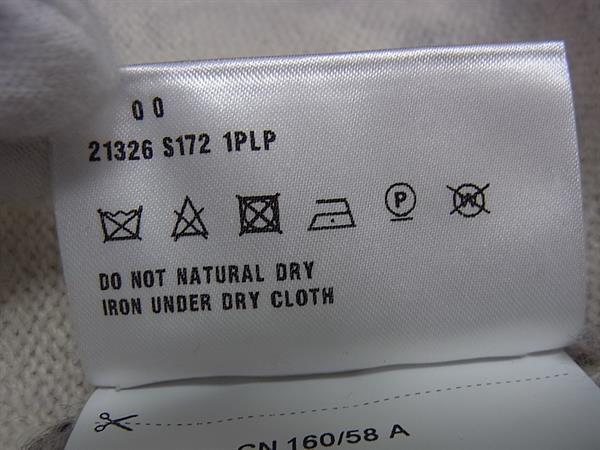 0 0
21326 S172 1PLP
P W
DO NOT NATURAL DRY
IRON UNDER DRY CLOTH
CN 160/58 A